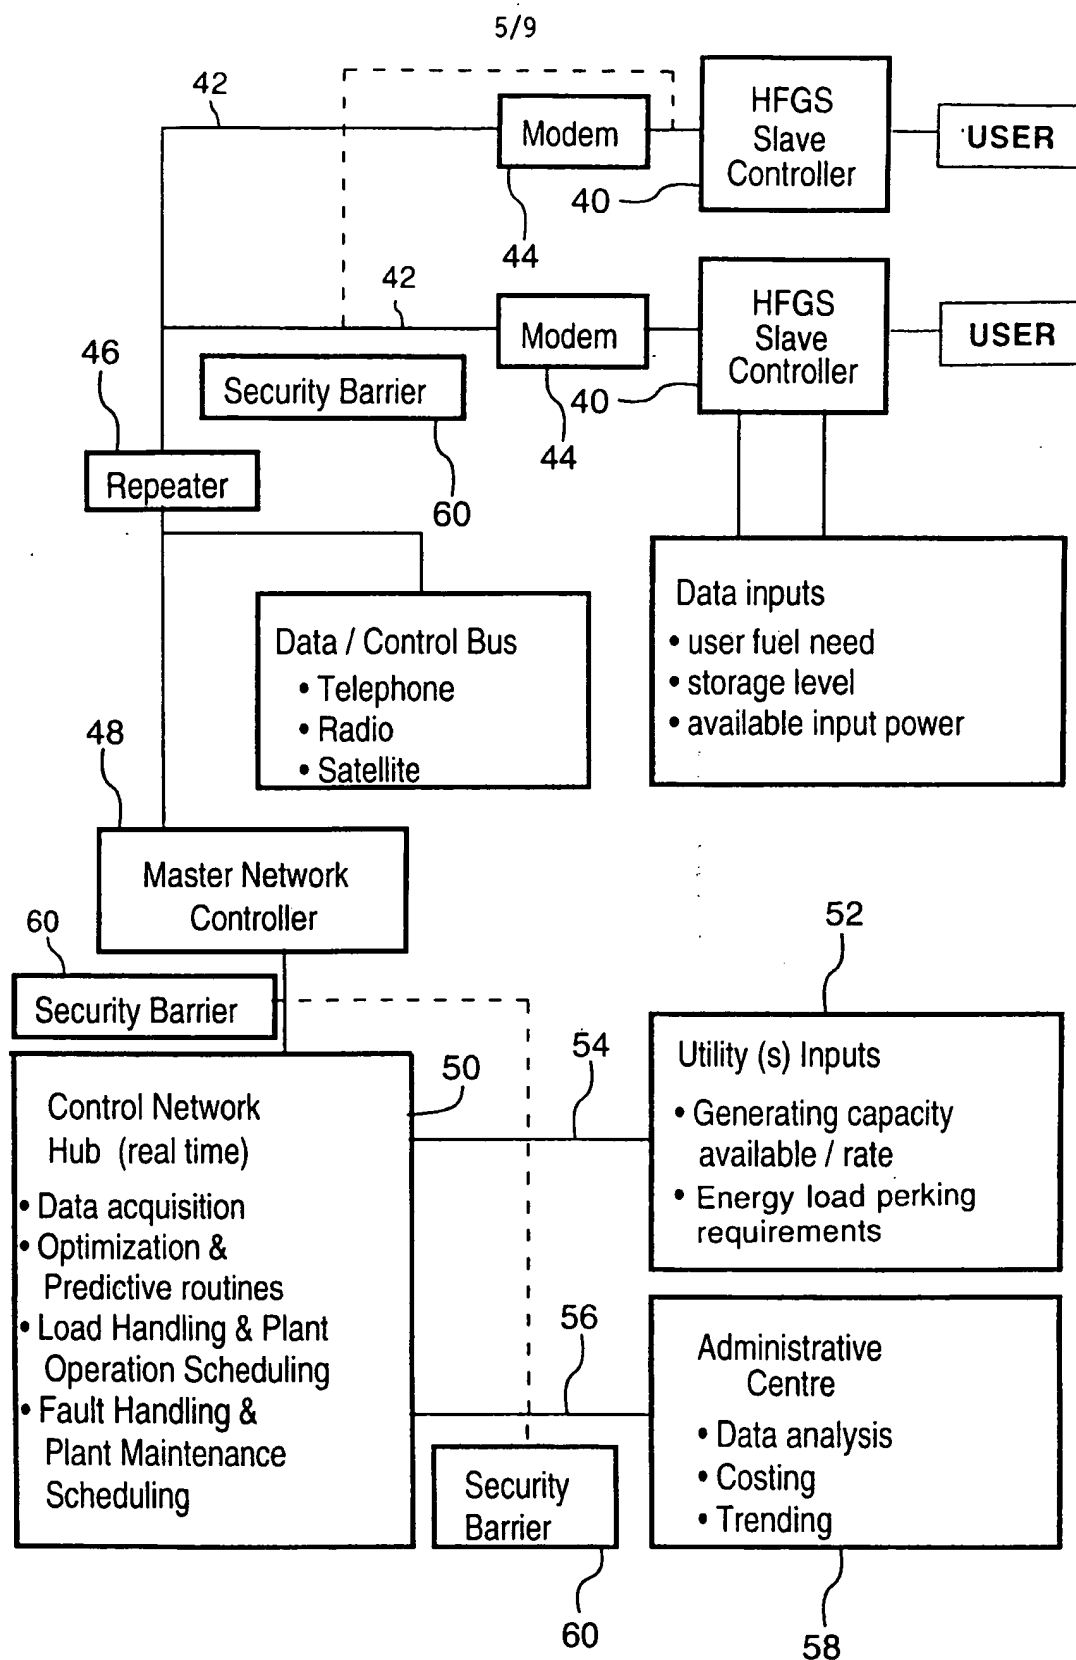 5/9
42
Modem
44
HFGS
Slave
Controller
40
USER
42
Modem
44
HFGS
Slave
Controller
40
USER
46
Security Barrier
60
Repeater
Data / Control Bus
• Telephone
• Radio
• Satellite
Data inputs
• user fuel need
• storage level
• available input power
48
Master Network
Controller
60
Security Barrier
50
Control Network
Hub (real time)
• Data acquisition
• Optimization &
Predictive routines
• Load Handling & Plant
Operation Scheduling
• Fault Handling &
Plant Maintenance
Scheduling
54
52
Utility (s) Inputs
• Generating capacity
available / rate
• Energy load perking
requirements
56
Administrative
Centre
• Data analysis
• Costing
• Trending
58
Security
Barrier
60